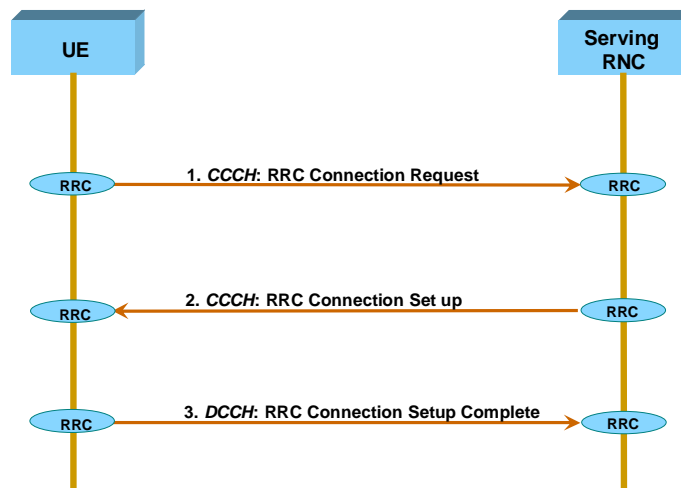 UE
Serving
RNC
1. CCCH: RRC Connection Request
RRC
RRC
2. CCCH: RRC Connection Set up
RRC
RRC
3. DCCH: RRC Connection Setup Complete
RRC
RRC